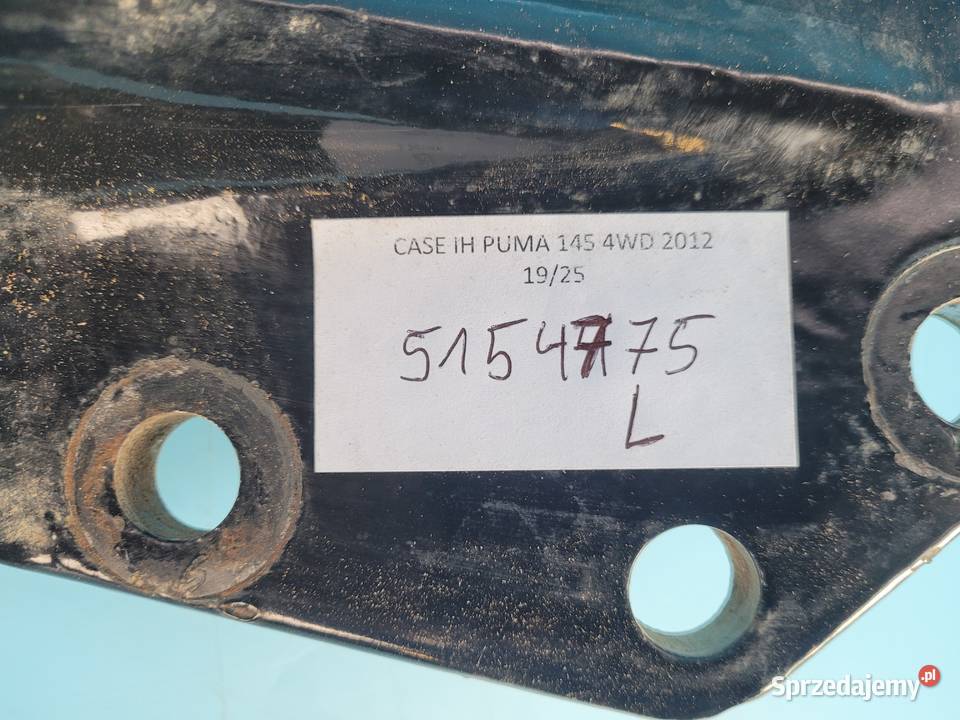 CASE IH PUMA 145 4WD 2012
19/25
5154775
L
Sprzedajemy.pl